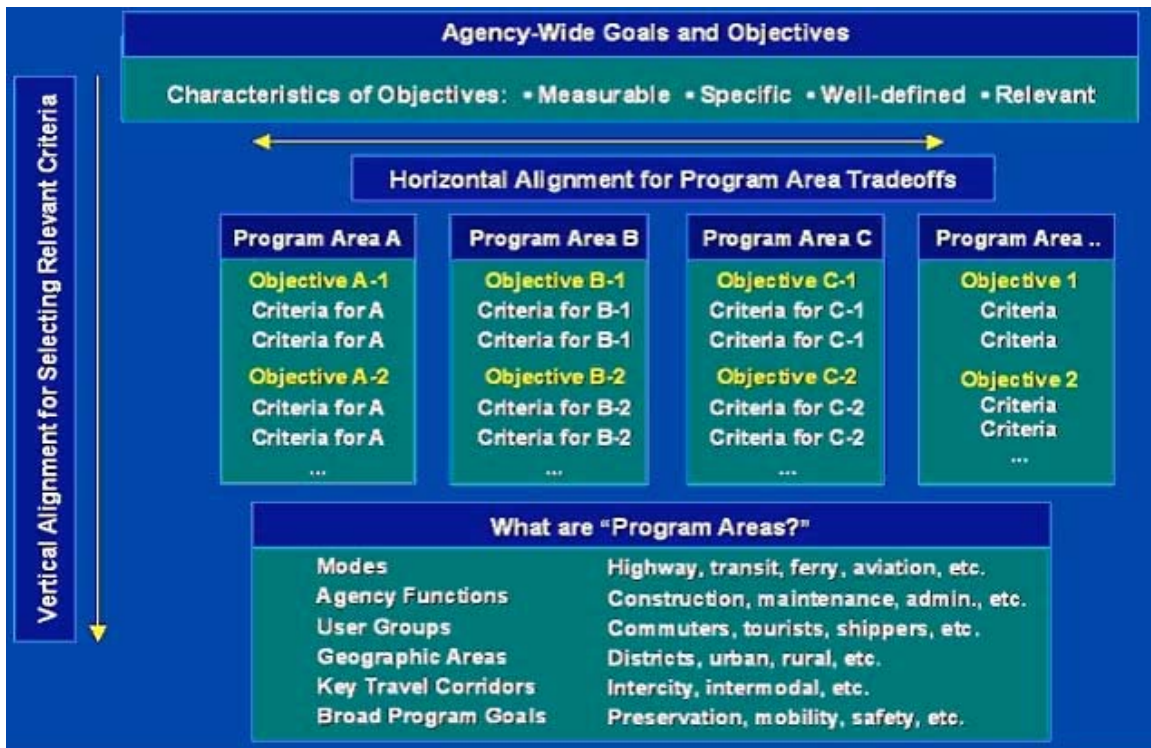 Agency-Wide Goals and Objectives
Characteristics of Objectives: ▪ Measurable ▪ Specific ▪ Well-defined ▪ Relevant
Vertical Alignment for Selecting Relevant Criteria
Horizontal Alignment for Program Area Tradeoffs
Program Area A
Objective A-1
Criteria for A
Criteria for A
Objective A-2
Criteria for A
Criteria for A
...
Program Area B
Objective B-1
Criteria for B-1
Criteria for B-1
Objective B-2
Criteria for B-2
Criteria for B-2
...
Program Area C
Objective C-1
Criteria for C-1
Criteria for C-1
Objective C-2
Criteria for C-2
Criteria for C-2
...
Program Area ..
Objective 1
Criteria
Criteria
Objective 2
Criteria
Criteria
...
What are “Program Areas?”
Modes Highway, transit, ferry, aviation, etc.
Agency Functions Construction, maintenance, admin., etc.
User Groups Commuters, tourists, shippers, etc.
Geographic Areas Districts, urban, rural, etc.
Key Travel Corridors Intercity, intermodal, etc.
Broad Program Goals Preservation, mobility, safety, etc.